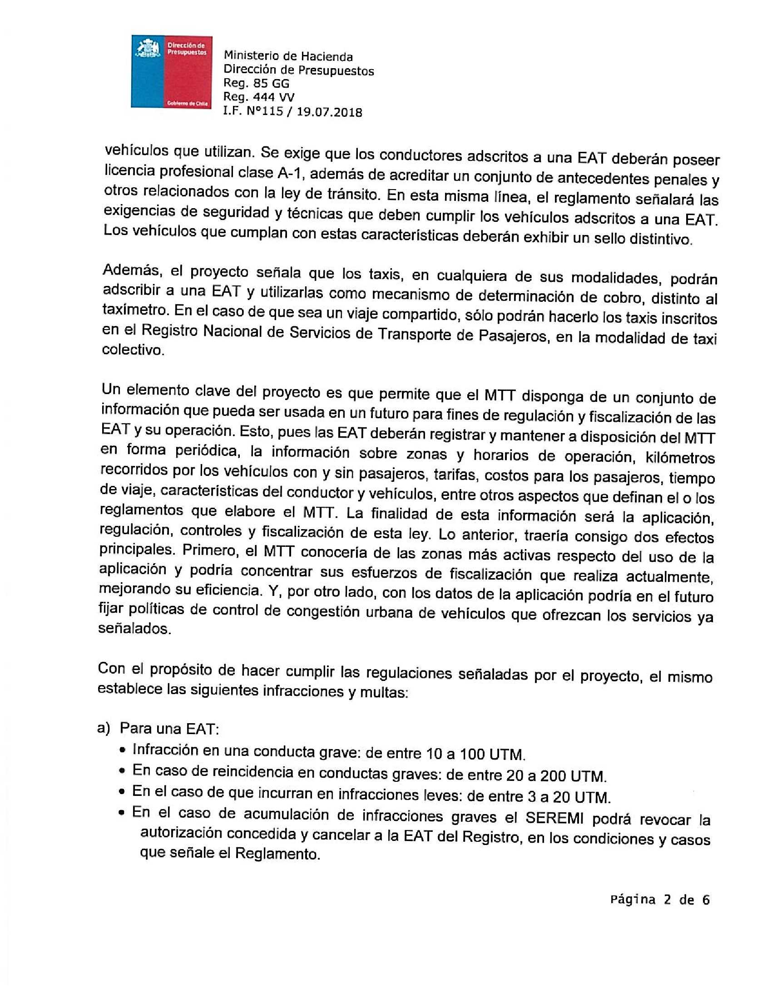 Dirección de
Presupuestos
Gobierno de Chile
Ministerio de Hacienda
Dirección de Presupuestos
Reg. 85 GG
Reg. 444 VV
I.F. N°115 / 19.07.2018
vehículos que utilizan. Se exige que los conductores adscritos a una EAT deberán poseer
licencia profesional clase A-1, además de acreditar un conjunto de antecedentes penales y
otros relacionados con la ley de tránsito. En esta misma línea, el reglamento señalará las
exigencias de seguridad y técnicas que deben cumplir los vehículos adscritos a una EAT.
Los vehículos que cumplan con estas características deberán exhibir un sello distintivo.
Además, el proyecto señala que los taxis, en cualquiera de sus modalidades, podrán
adscribir a una EAT y utilizarlas como mecanismo de determinación de cobro, distinto al
taxímetro. En el caso de que sea un viaje compartido, sólo podrán hacerlo los taxis inscritos
en el Registro Nacional de Servicios de Transporte de Pasajeros, en la modalidad de taxi
colectivo.
Un elemento clave del proyecto es que permite que el MTT disponga de un conjunto de
información que pueda ser usada en un futuro para fines de regulación y fiscalización de las
EAT y su operación. Esto, pues las EAT deberán registrar y mantener a disposición del MTT
en forma periódica, la información sobre zonas y horarios de operación, kilómetros
recorridos por los vehículos con y sin pasajeros, tarifas, costos para los pasajeros, tiempo
de viaje, características del conductor y vehículos, entre otros aspectos que definan el o los
reglamentos que elabore el MTT. La finalidad de esta información será la aplicación,
regulación, controles y fiscalización de esta ley. Lo anterior, traería consigo dos efectos
principales. Primero, el MTT conocería de las zonas más activas respecto del uso de la
aplicación y podría concentrar sus esfuerzos de fiscalización que realiza actualmente,
mejorando su eficiencia. Y, por otro lado, con los datos de la aplicación podría en el futuro
fijar políticas de control de congestión urbana de vehículos que ofrezcan los servicios ya
señalados.
Con el propósito de hacer cumplir las regulaciones señaladas por el proyecto, el mismo
establece las siguientes infracciones y multas:
a) Para una EAT:
• Infracción en una conducta grave: de entre 10 a 100 UTM.
• En caso de reincidencia en conductas graves: de entre 20 a 200 UTM.
• En el caso de que incurran en infracciones leves: de entre 3 a 20 UTM.
• En el caso de acumulación de infracciones graves el SEREMI podrá revocar la
autorización concedida y cancelar a la EAT del Registro, en los condiciones y casos
que señale el Reglamento.
Página 2 de 6